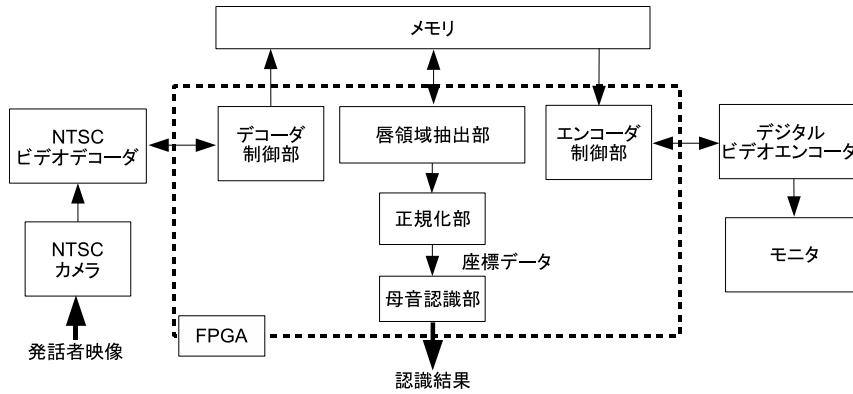 メモリ
NTSC
ビデオデコーダ
デコーダ
制御部
唇領域抽出部
エンコーダ
制御部
デジタル
ビデオエンコータ
正規化部
NTSC
カメラ
座標データ
モニタ
母音認識部
FPGA
発話者映像
認識結果